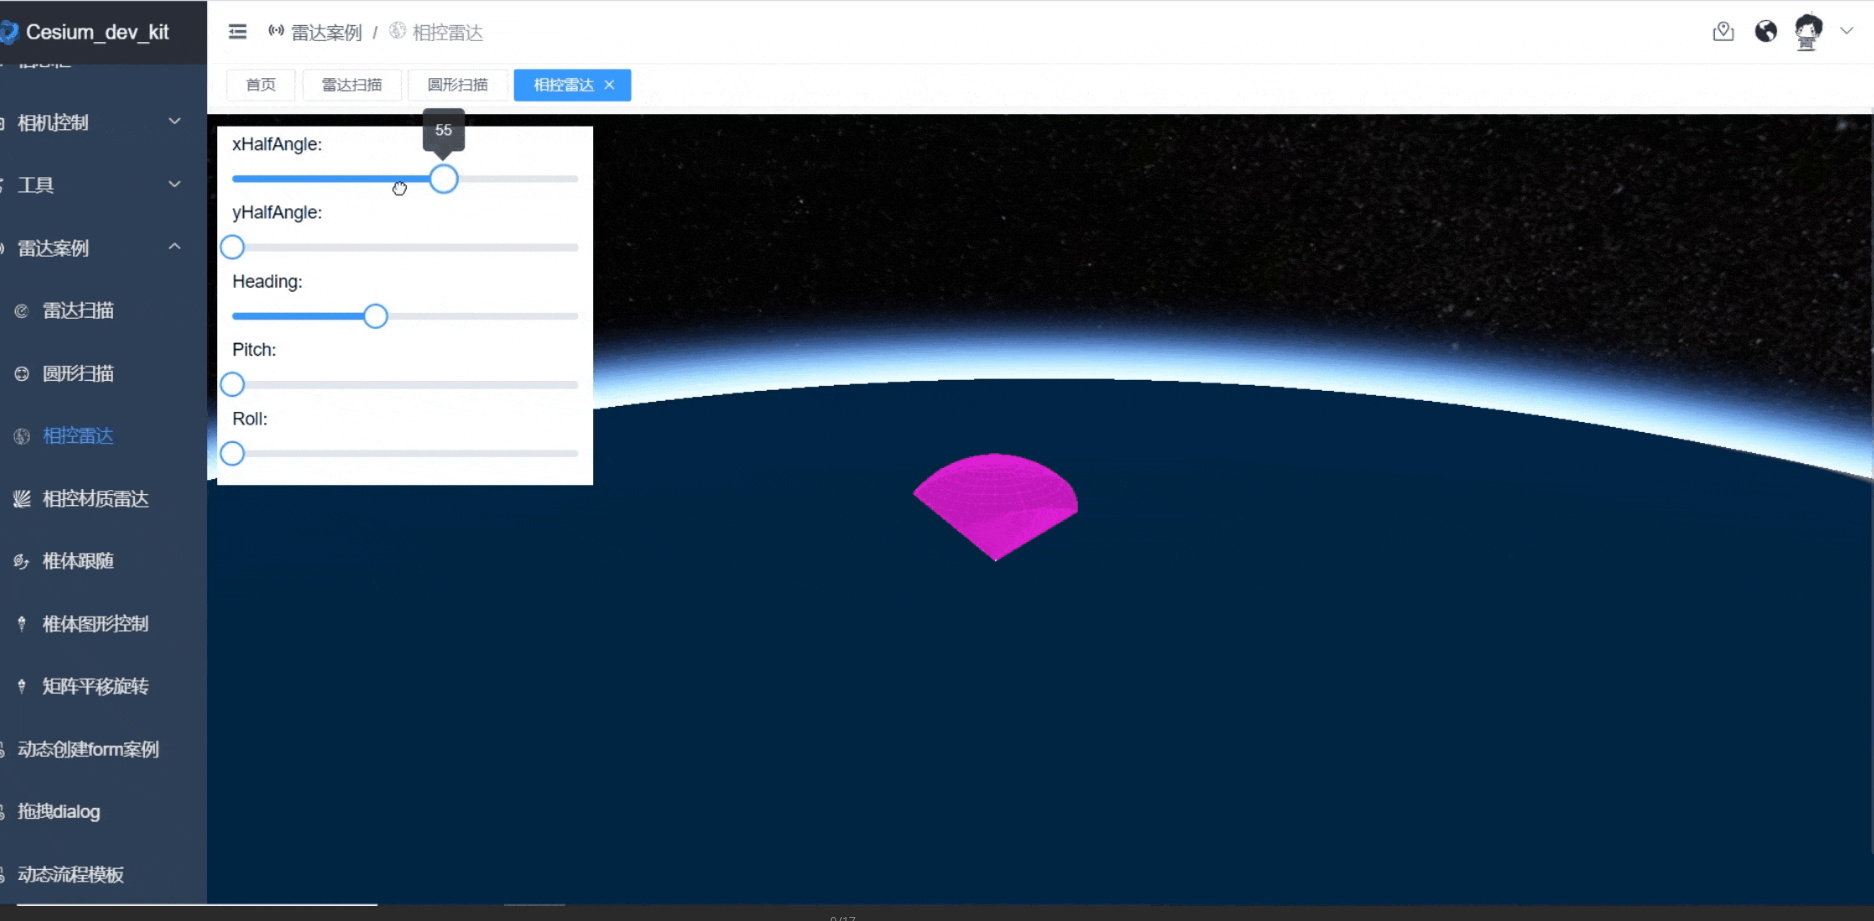 Cesium_dev_kit
雷达案例 / 相控雷达
首页 雷达扫描 圆形扫描 相控雷达
相机控制
工具
雷达案例
雷达扫描
圆形扫描
相控雷达
相控材质雷达
椎体跟随
椎体图形控制
矩阵平移旋转
动态创建form案例
拖拽dialog
动态流程模板
55
xHalfAngle:
yHalfAngle:
Heading:
Pitch:
Roll: